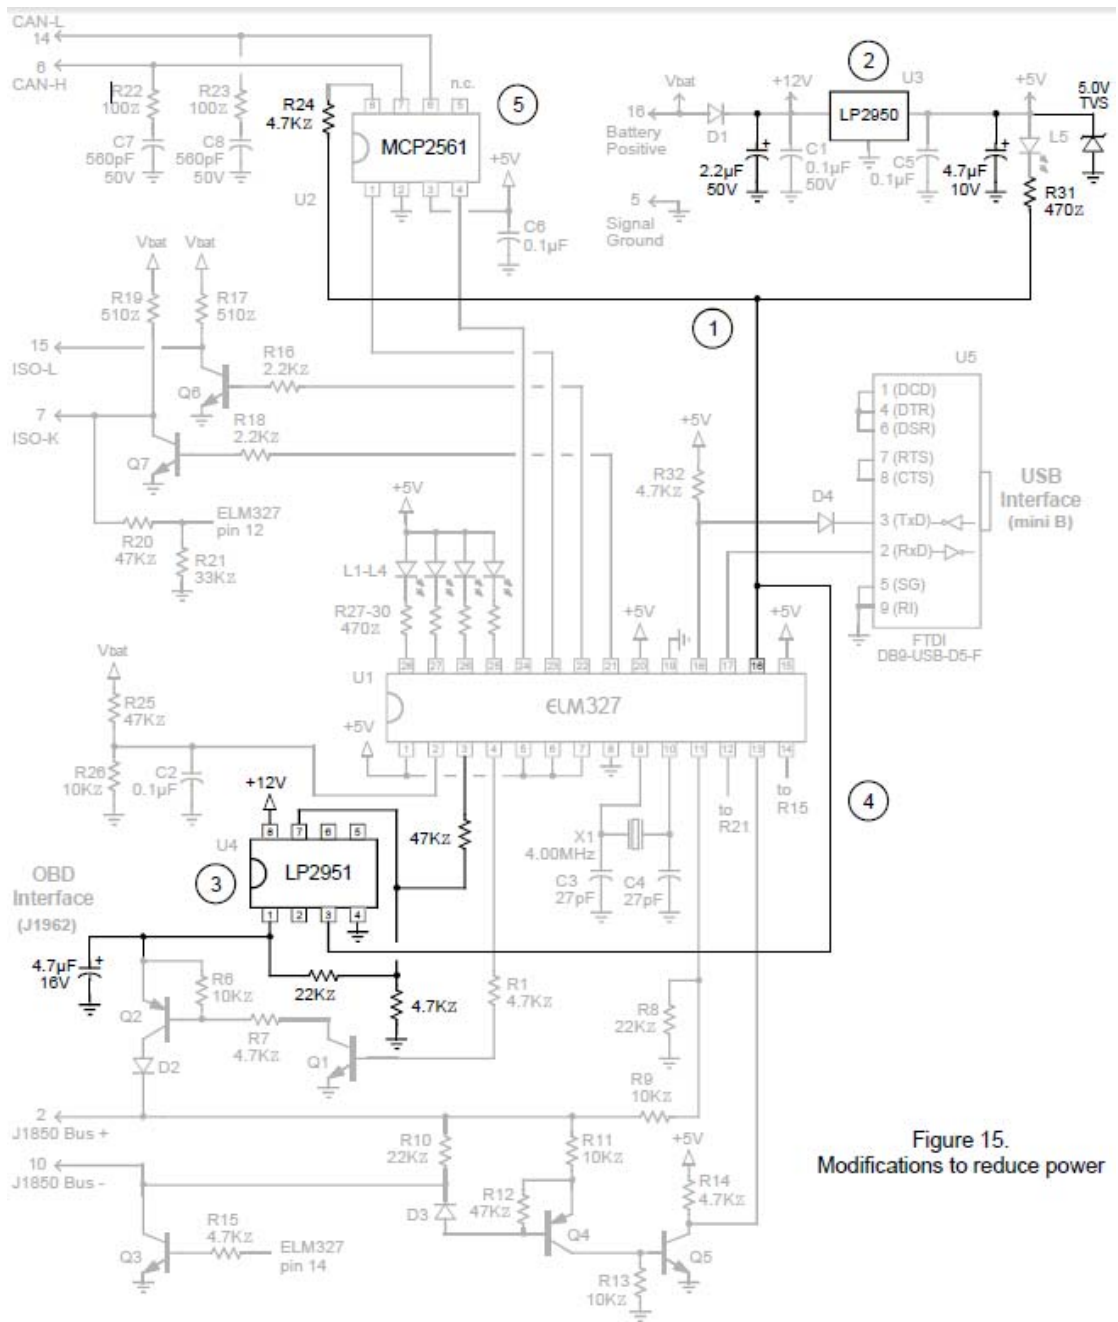 CAN-L
14
6
CAN-H
R22
100Ω
R23
100Ω
C7
560pF
50V
C8
560pF
50V
R24
4.7KΩ
n.c.
8
7
6
5
MCP2561
1
2
3
4
U2
5
+5V
C6
0.1µF
2
Vbat
+12V
U3
+5V
5.0V
TVS
16
Battery
Positive
D1
LP2950
L5
2.2µF
50V
+
C1
0.1µF
50V
C5
0.1µF
4.7µF
10V
+
R31
470Ω
5
Signal
Ground
Vbat
Vbat
R19
510Ω
R17
510Ω
15
ISO-L
R16
2.2KΩ
Q6
7
ISO-K
R18
2.2KΩ
Q7
R20
47KΩ
R21
33KΩ
ELM327
pin 12
1
U5
1 (DCD)
4 (DTR)
6 (DSR)
7 (RTS)
8 (CTS)
3 (TxD)
2 (RxD)
5 (SG)
9 (RI)
USB
Interface
(mini B)
FTDI
DB9-USB-D5-F
+5V
R32
4.7KΩ
D4
+5V
L1-L4
R27-30
470Ω
+5V
+5V
28
27
26
25
24
23
22
21
20
19
18
17
16
15
U1
ELM327
1
2
3
4
5
6
7
8
9
10
11
12
13
14
+5V
Vbat
R25
47KΩ
R26
10KΩ
C2
0.1µF
to
R21
to
R15
4
X1
4.00MHz
C3
27pF
C4
27pF
+12V
U4
8
7
6
5
LP2951
1
2
3
4
3
47KΩ
OBD
Interface
(J1962)
4.7µF
16V
+
22KΩ
4.7KΩ
R6
10KΩ
R7
4.7KΩ
Q2
D2
Q1
R1
4.7KΩ
R8
22KΩ
R9
10KΩ
2
J1850 Bus +
10
J1850 Bus -
R10
22KΩ
R11
10KΩ
R12
47KΩ
D3
Q4
+5V
R14
4.7KΩ
Q5
R13
10KΩ
R15
4.7KΩ
Q3
ELM327
pin 14
Figure 15.
Modifications to reduce power